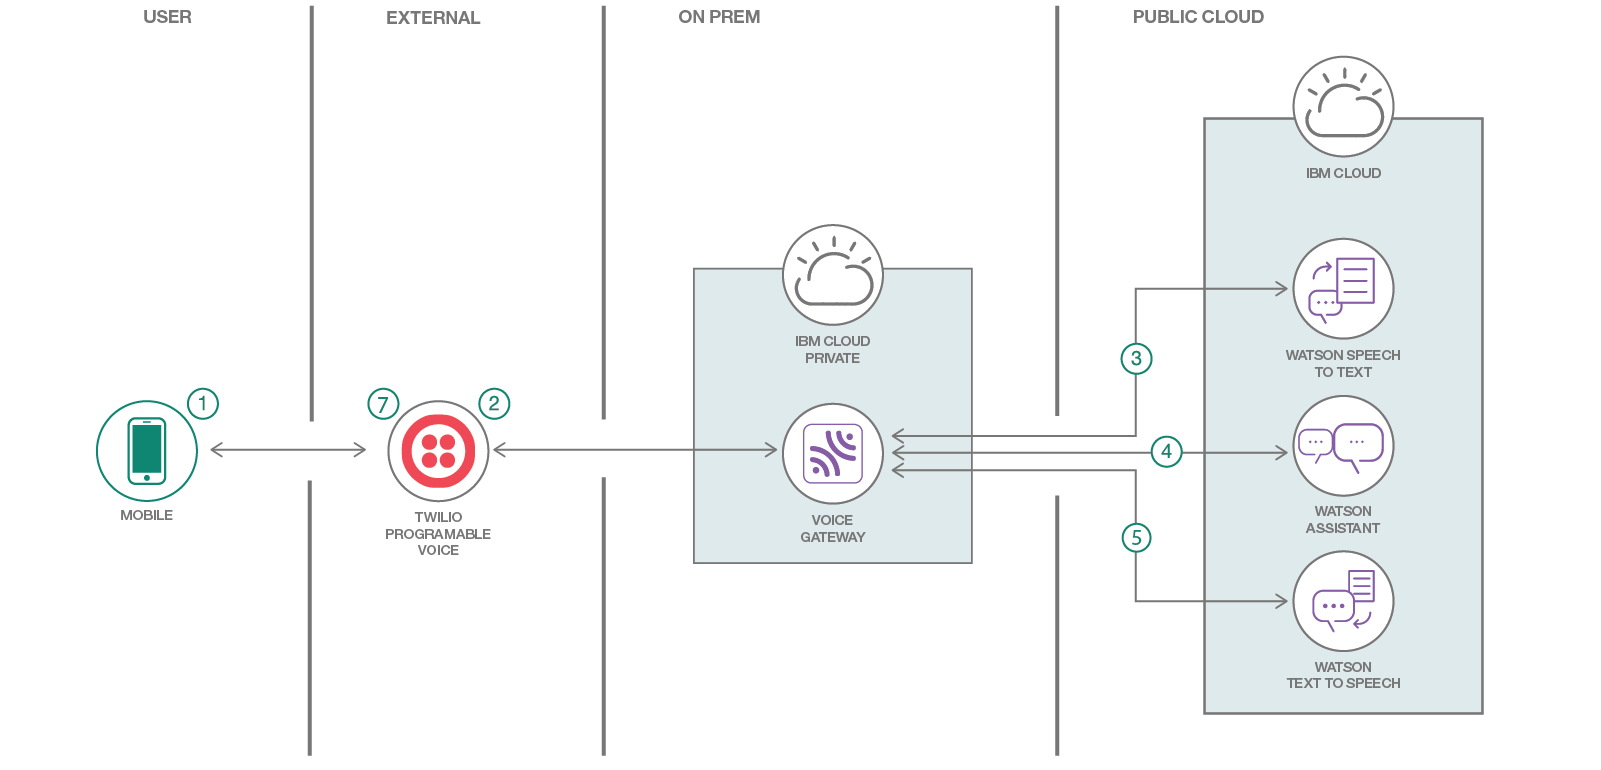 USER
EXTERNAL
ON PREM
PUBLIC CLOUD
IBM CLOUD
IBM CLOUD
PRIVATE
WATSON SPEECH
TO TEXT
3
1
7
2
4
MOBILE
TWILIO
PROGRAMABLE
VOICE
VOICE
GATEWAY
WATSON
ASSISTANT
5
WATSON
TEXT TO SPEECH